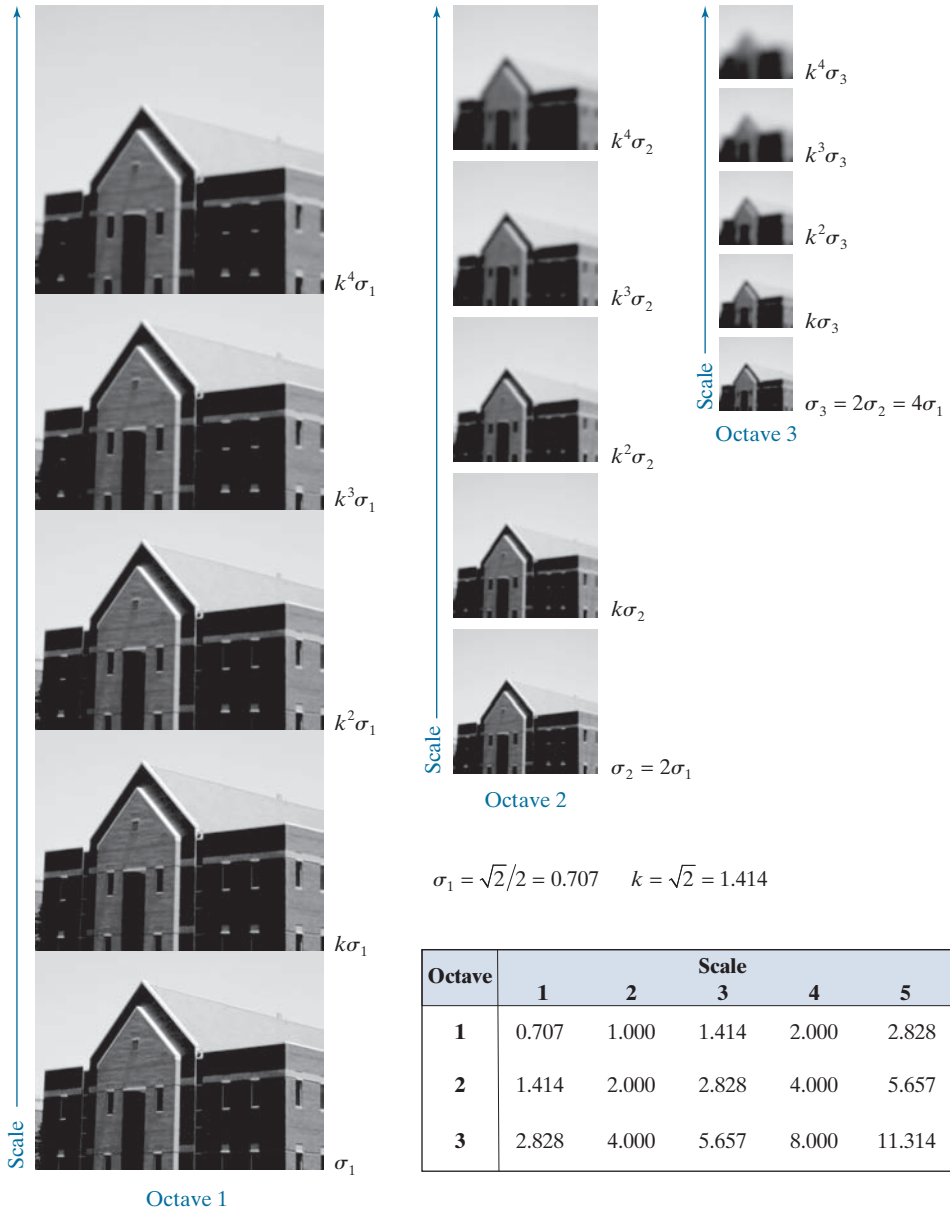 k⁴σ₁
k³σ₁
k²σ₁
kσ₁
σ₁
Scale
Octave 1
k⁴σ₂
k³σ₂
k²σ₂
kσ₂
σ₂ = 2σ₁
Scale
Octave 2
k⁴σ₃
k³σ₃
k²σ₃
kσ₃
σ₃ = 2σ₂ = 4σ₁
Scale
Octave 3
σ₁ = √2/2 = 0.707 k = √2 = 1.414
Octave Scale
1 2 3 4 5
1 0.707 1.000 1.414 2.000 2.828
2 1.414 2.000 2.828 4.000 5.657
3 2.828 4.000 5.657 8.000 11.314